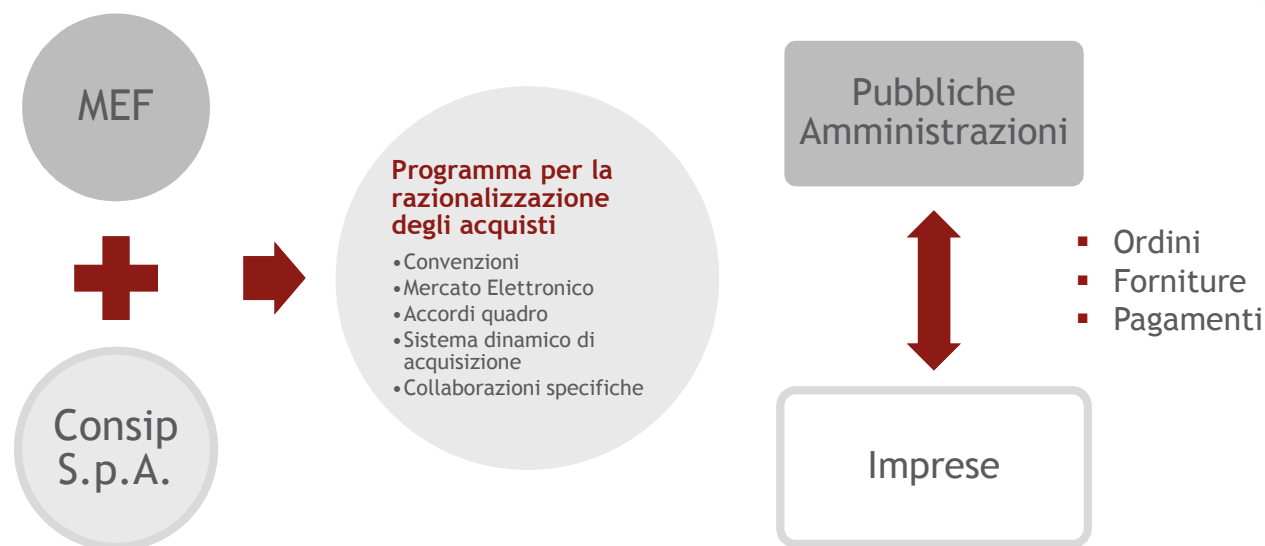 MEF
Consip
S.p.A.
Programma per la
razionalizzazione
degli acquisti
•Convenzioni
•Mercato Elettronico
•Accordi quadro
•Sistema dinamico di
acquisizione
•Collaborazioni specifiche
Pubbliche
Amministrazioni
▪ Ordini
▪ Forniture
▪ Pagamenti
Imprese